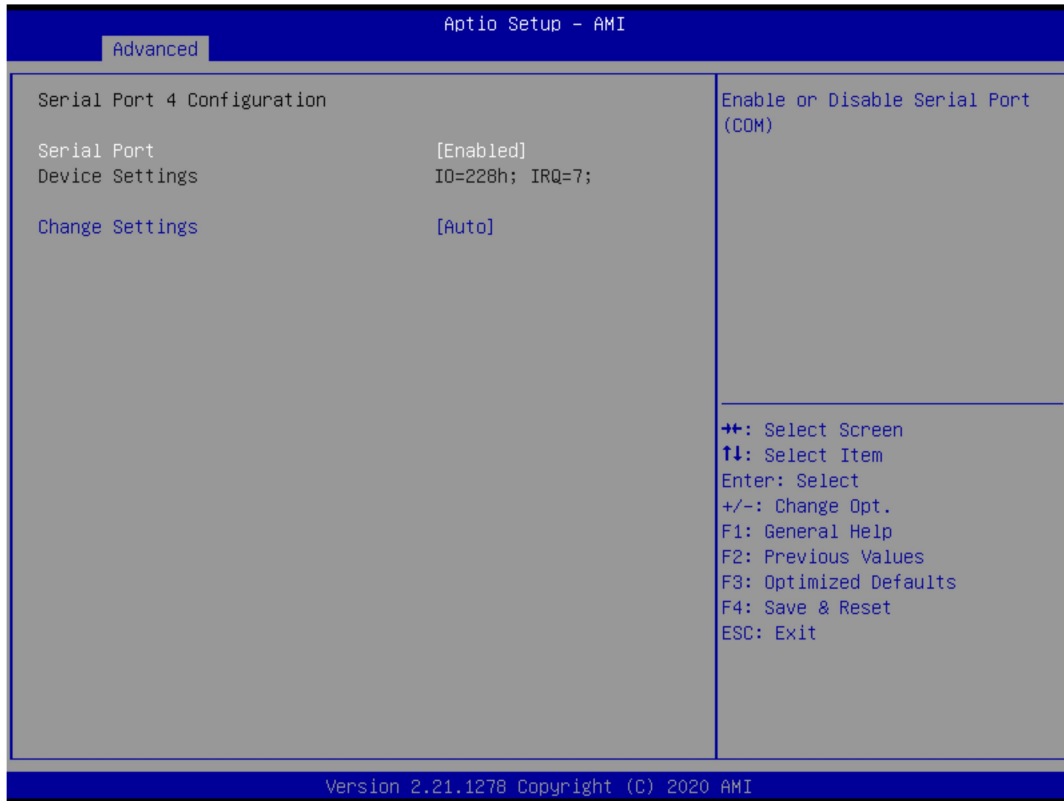 Aptio Setup – AMI
Advanced
Serial Port 4 Configuration
Serial Port [Enabled]
Device Settings IO=228h; IRQ=7;
Change Settings [Auto]
Enable or Disable Serial Port
(COM)
→←: Select Screen
↑↓: Select Item
Enter: Select
+/-: Change Opt.
F1: General Help
F2: Previous Values
F3: Optimized Defaults
F4: Save & Reset
ESC: Exit
Version 2.21.1278 Copyright (C) 2020 AMI